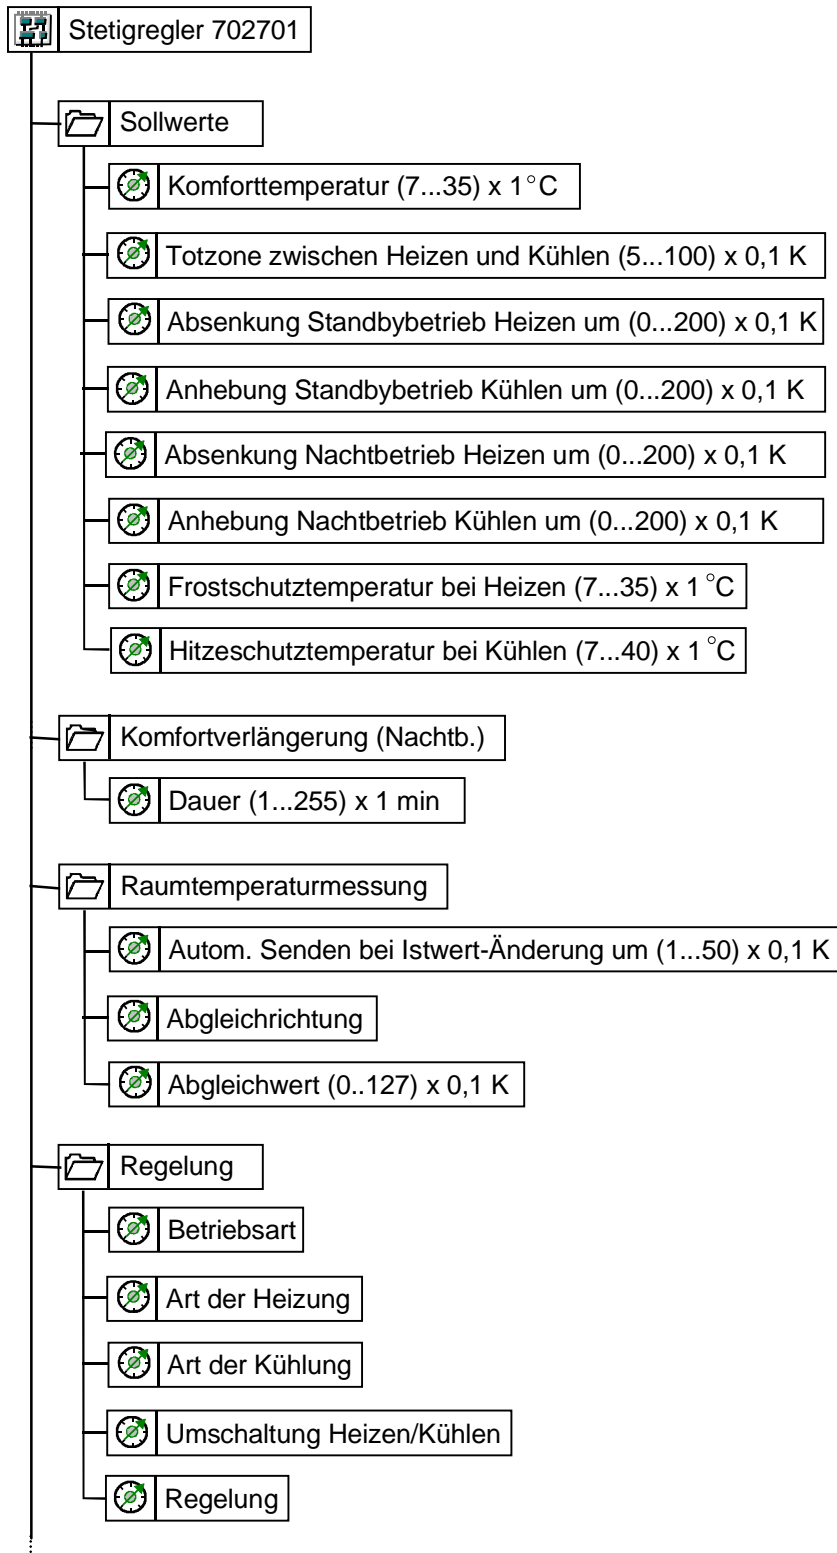 Stetigregler 702701
Sollwerte
Komforttemperatur (7...35) x 1°C
Totzone zwischen Heizen und Kühlen (5...100) x 0,1 K
Absenkung Standbybetrieb Heizen um (0...200) x 0,1 K
Anhebung Standbybetrieb Kühlen um (0...200) x 0,1 K
Absenkung Nachtbetrieb Heizen um (0...200) x 0,1 K
Anhebung Nachtbetrieb Kühlen um (0...200) x 0,1 K
Frostschutztemperatur bei Heizen (7...35) x 1 °C
Hitzeschutztemperatur bei Kühlen (7...40) x 1 °C
Komfortverlängerung (Nachtb.)
Dauer (1...255) x 1 min
Raumtemperaturmessung
Autom. Senden bei Istwert-Änderung um (1...50) x 0,1 K
Abgleichrichtung
Abgleichwert (0..127) x 0,1 K
Regelung
Betriebsart
Art der Heizung
Art der Kühlung
Umschaltung Heizen/Kühlen
Regelung